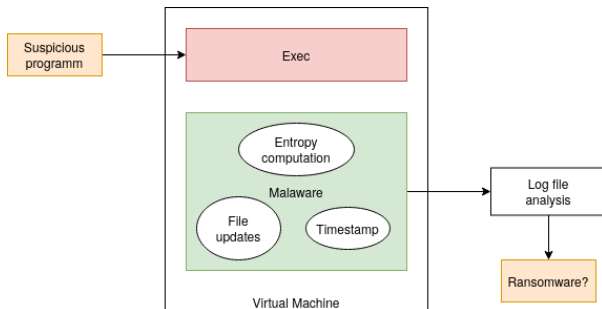 Suspicious
programm
Exec
Entropy
computation
Malaware
File
updates
Timestamp
Virtual Machine
Log file
analysis
Ransomware?